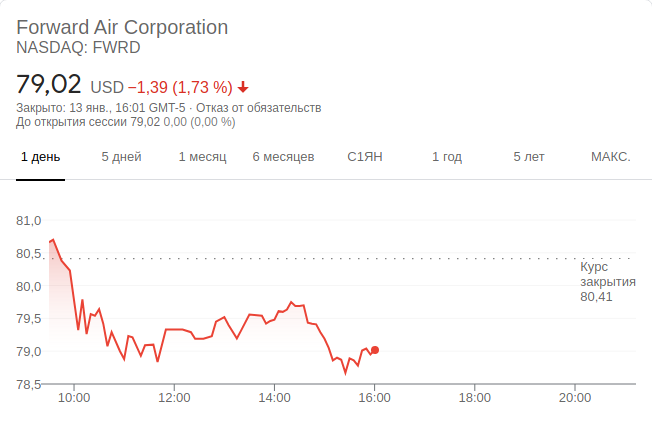 Forward Air Corporation
NASDAQ: FWRD
79,02 USD −1,39 (1,73 %)
Закрыто: 13 янв., 16:01 GMT-5 · Отказ от обязательств
До открытия сессии 79,02 0,00 (0,00 %)
1 день 5 дней 1 месяц 6 месяцев С1ЯН 1 год 5 лет МАКС.
81,0
80,5
Курс
закрытия
80,41
80,0
79,5
79,0
78,5
10:00 12:00 14:00 16:00 18:00 20:00